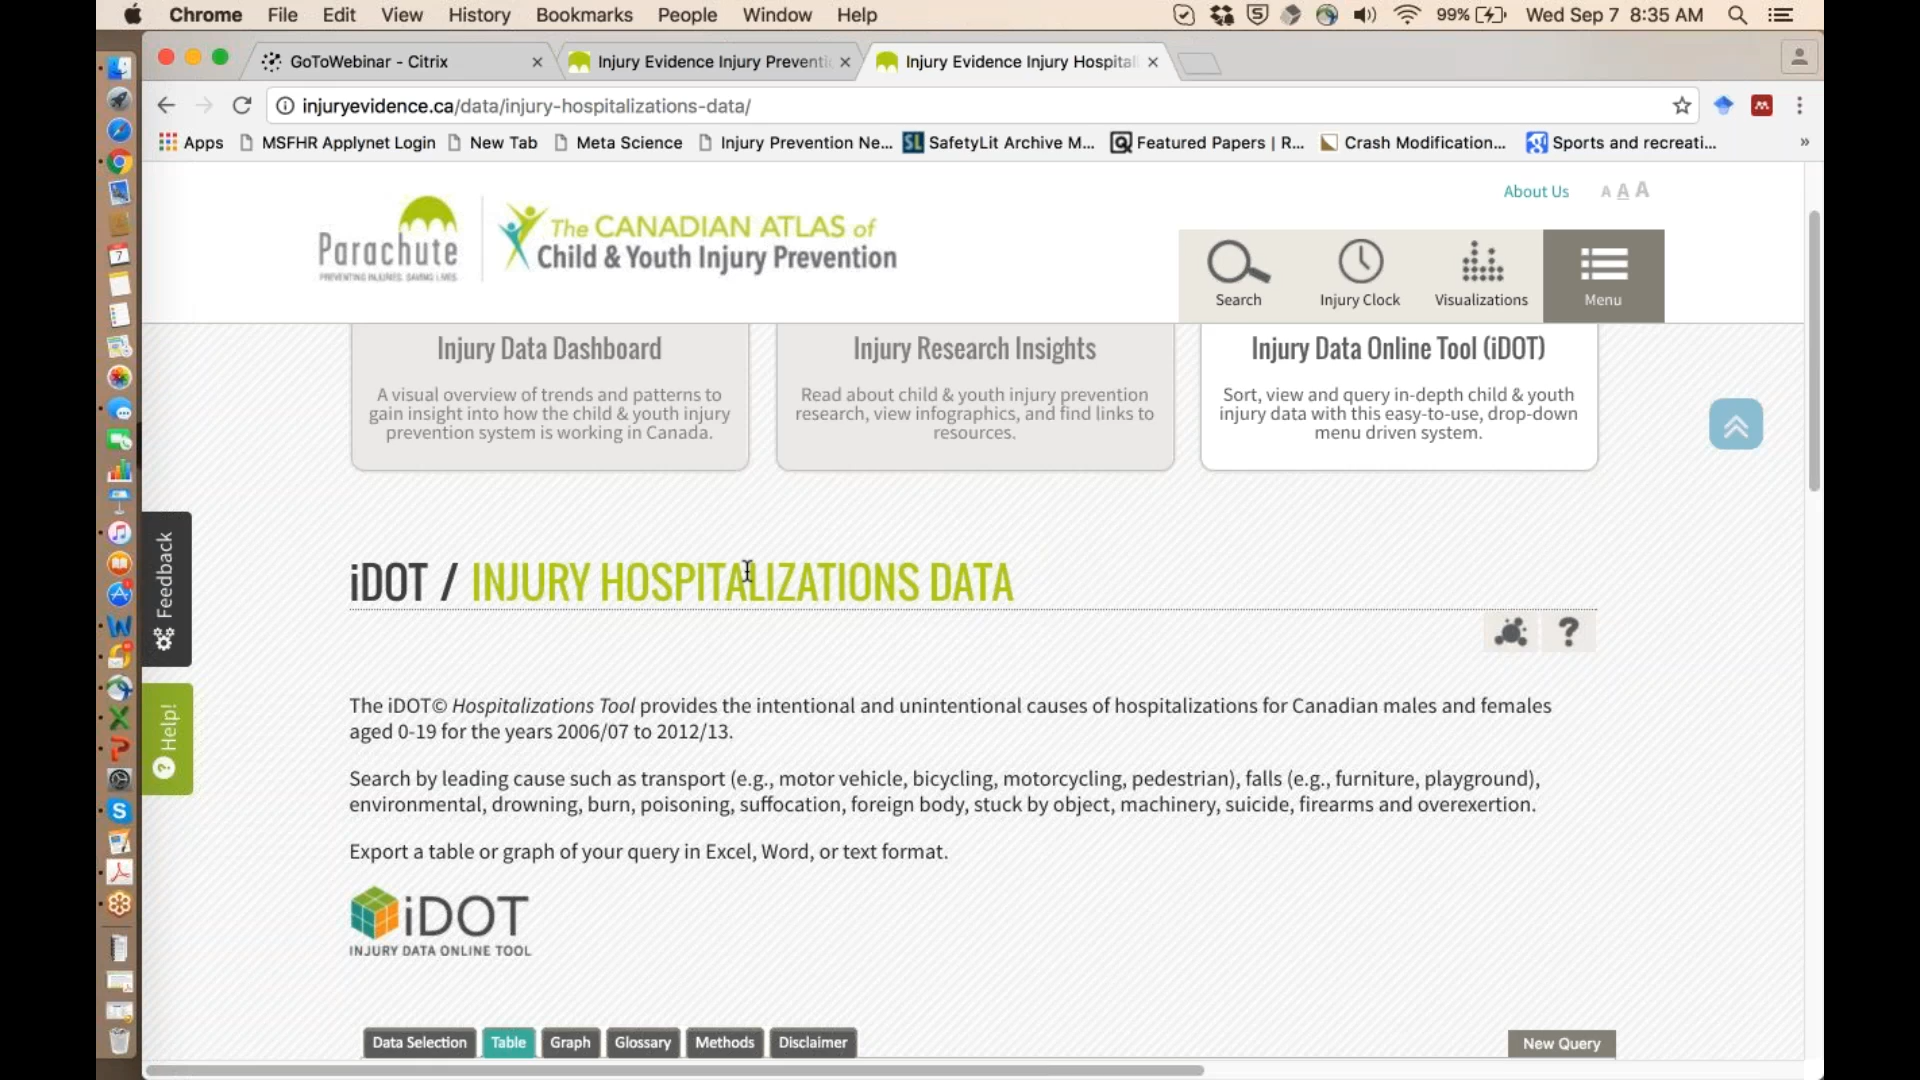 Chrome File Edit View History Bookmarks People Window Help 99% Wed Sep 7 8:35 AM
GoToWebinar - Citrix
Injury Evidence Injury Preventi
Injury Evidence Injury Hospital
injuryevidence.ca/data/injury-hospitalizations-data/
Apps MSFHR Applynet Login New Tab Meta Science Injury Prevention Ne... SafetyLit Archive M... Featured Papers | R... Crash Modification... Sports and recreati... »
About Us A A A
Parachute
PREVENTING INJURIES. SAVING LIVES.
The CANADIAN ATLAS of
Child & Youth Injury Prevention
Search Injury Clock Visualizations Menu
Injury Data Dashboard
A visual overview of trends and patterns to
gain insight into how the child & youth injury
prevention system is working in Canada.
Injury Research Insights
Read about child & youth injury prevention
research, view infographics, and find links to
resources.
Injury Data Online Tool (iDOT)
Sort, view and query in-depth child & youth
injury data with this easy-to-use, drop-down
menu driven system.
Feedback
? Help!
iDOT / INJURY HOSPITALIZATIONS DATA
?
The iDOT© Hospitalizations Tool provides the intentional and unintentional causes of hospitalizations for Canadian males and females
aged 0-19 for the years 2006/07 to 2012/13.
Search by leading cause such as transport (e.g., motor vehicle, bicycling, motorcycling, pedestrian), falls (e.g., furniture, playground),
environmental, drowning, burn, poisoning, suffocation, foreign body, stuck by object, machinery, suicide, firearms and overexertion.
Export a table or graph of your query in Excel, Word, or text format.
iDOT
INJURY DATA ONLINE TOOL
Data Selection Table Graph Glossary Methods Disclaimer New Query